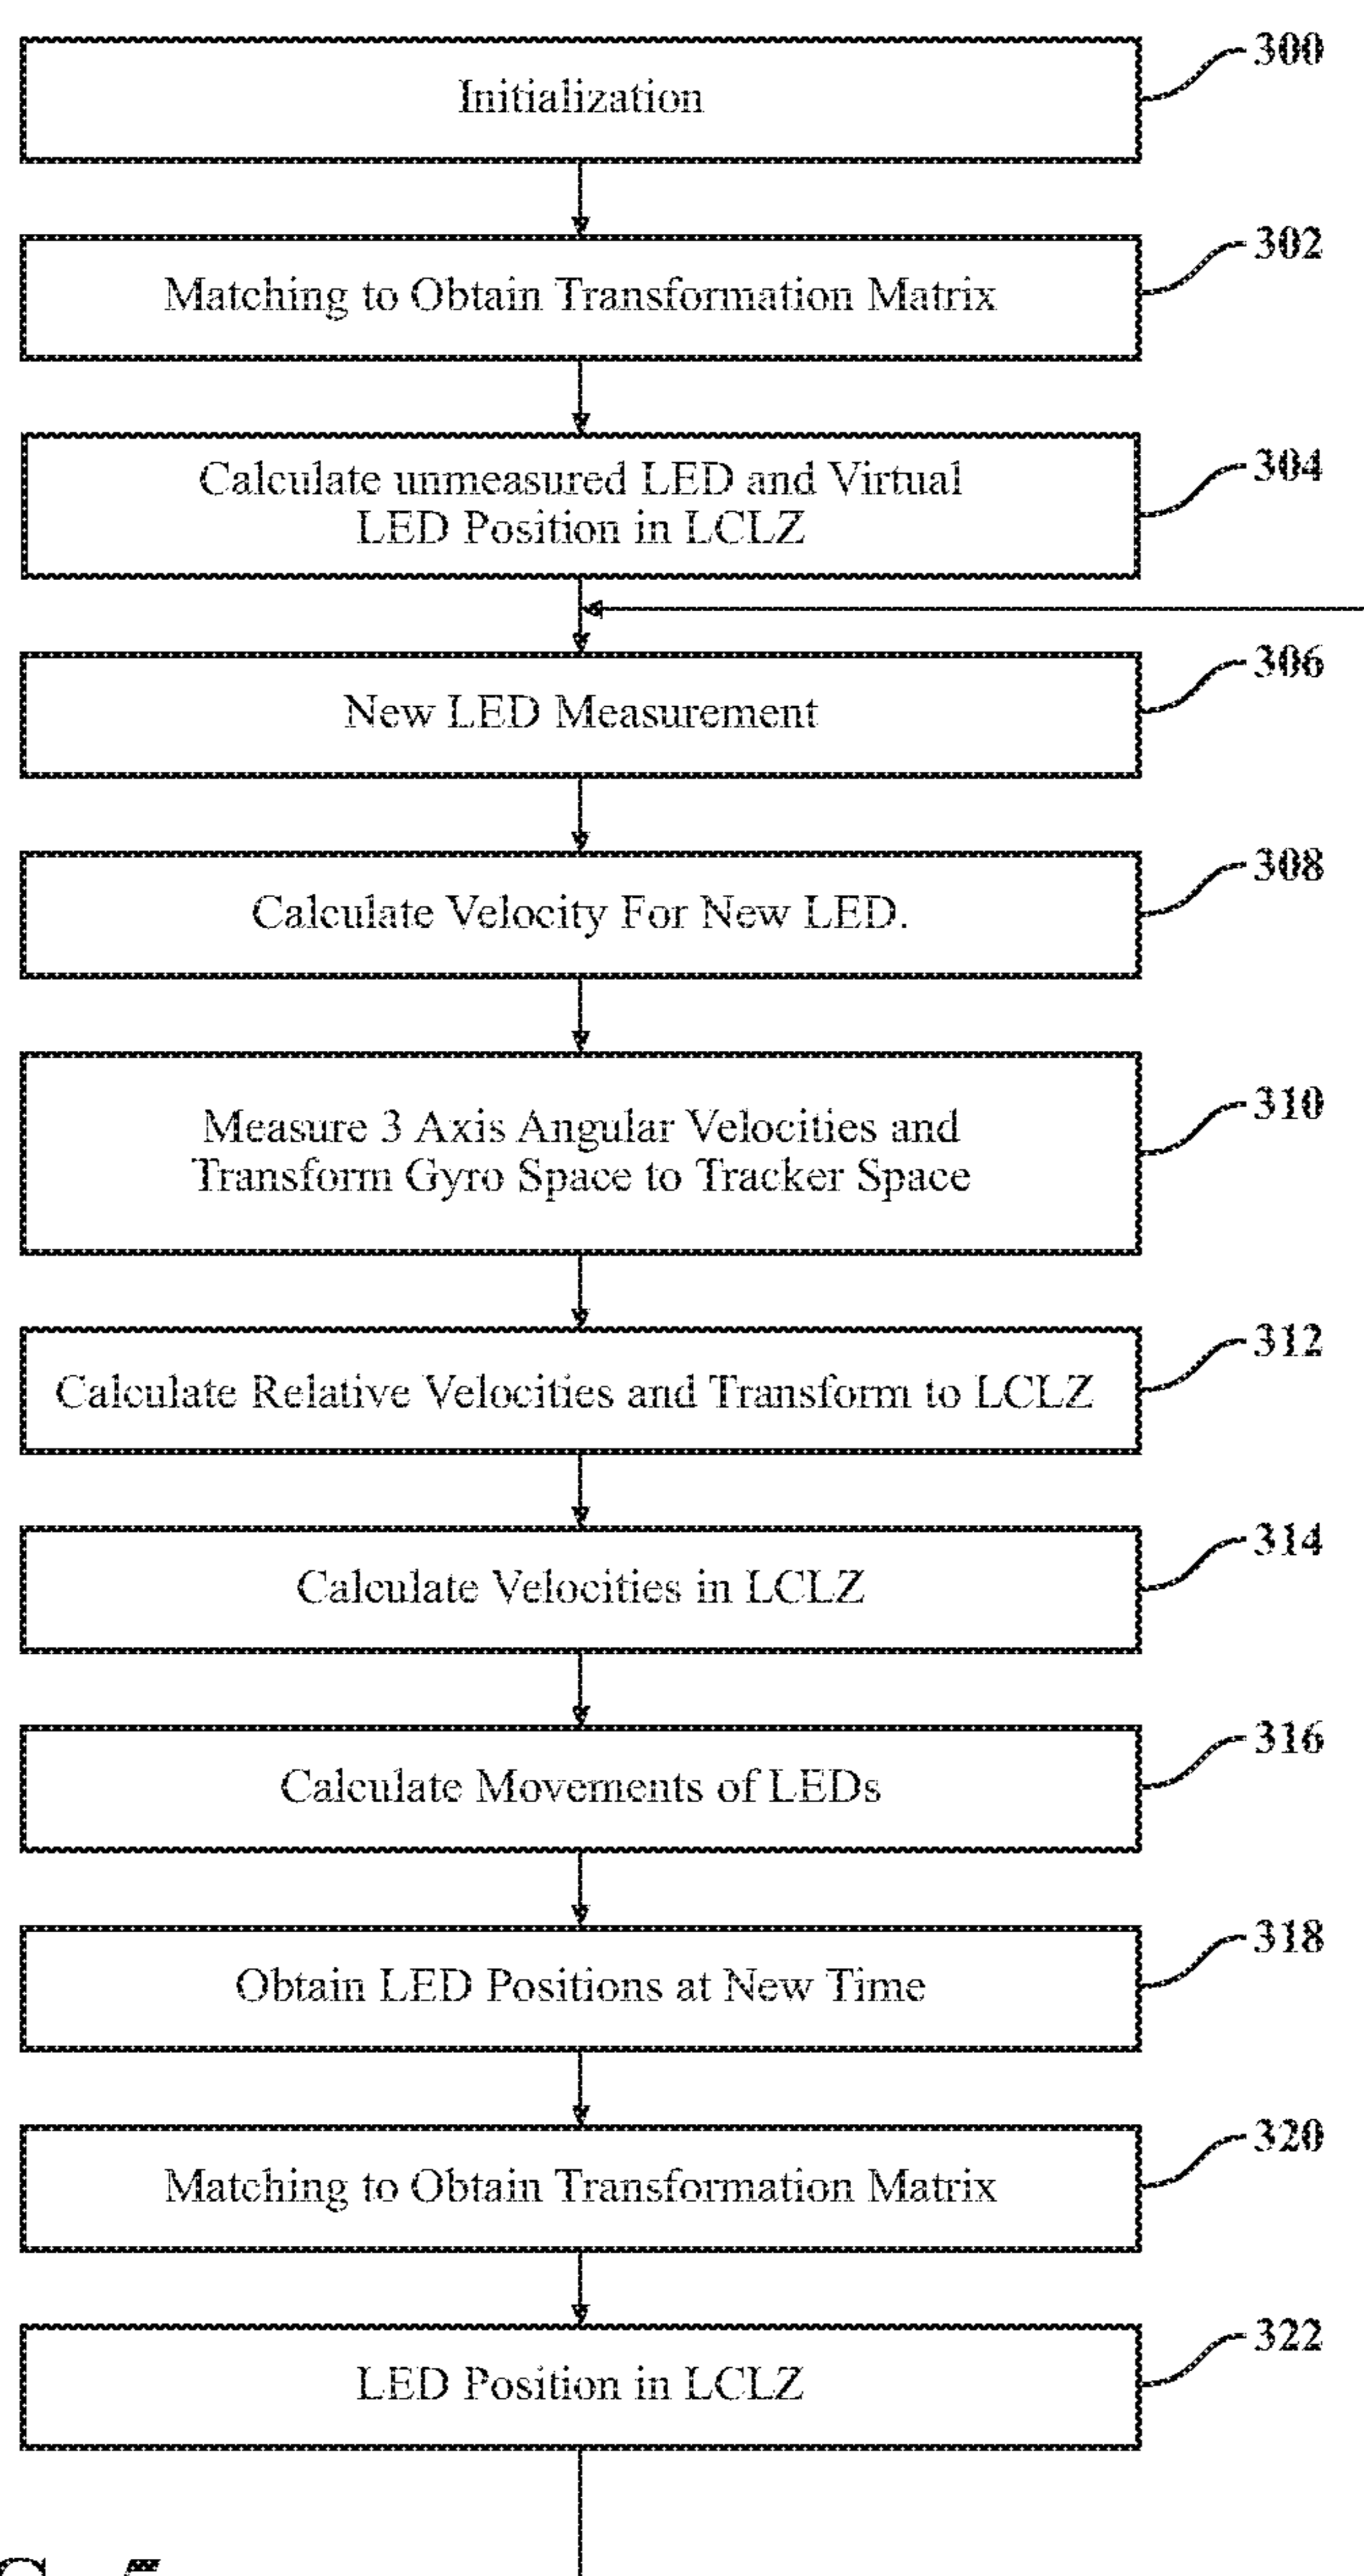 Initialization
300
Matching to Obtain Transformation Matrix
302
Calculate unmeasured LED and Virtual
LED Position in LCLZ
304
New LED Measurement
306
Calculate Velocity For New LED.
308
Measure 3 Axis Angular Velocities and
Transform Gyro Space to Tracker Space
310
Calculate Relative Velocities and Transform to LCLZ
312
Calculate Velocities in LCLZ
314
Calculate Movements of LEDs
316
Obtain LED Positions at New Time
318
Matching to Obtain Transformation Matrix
320
LED Position in LCLZ
322